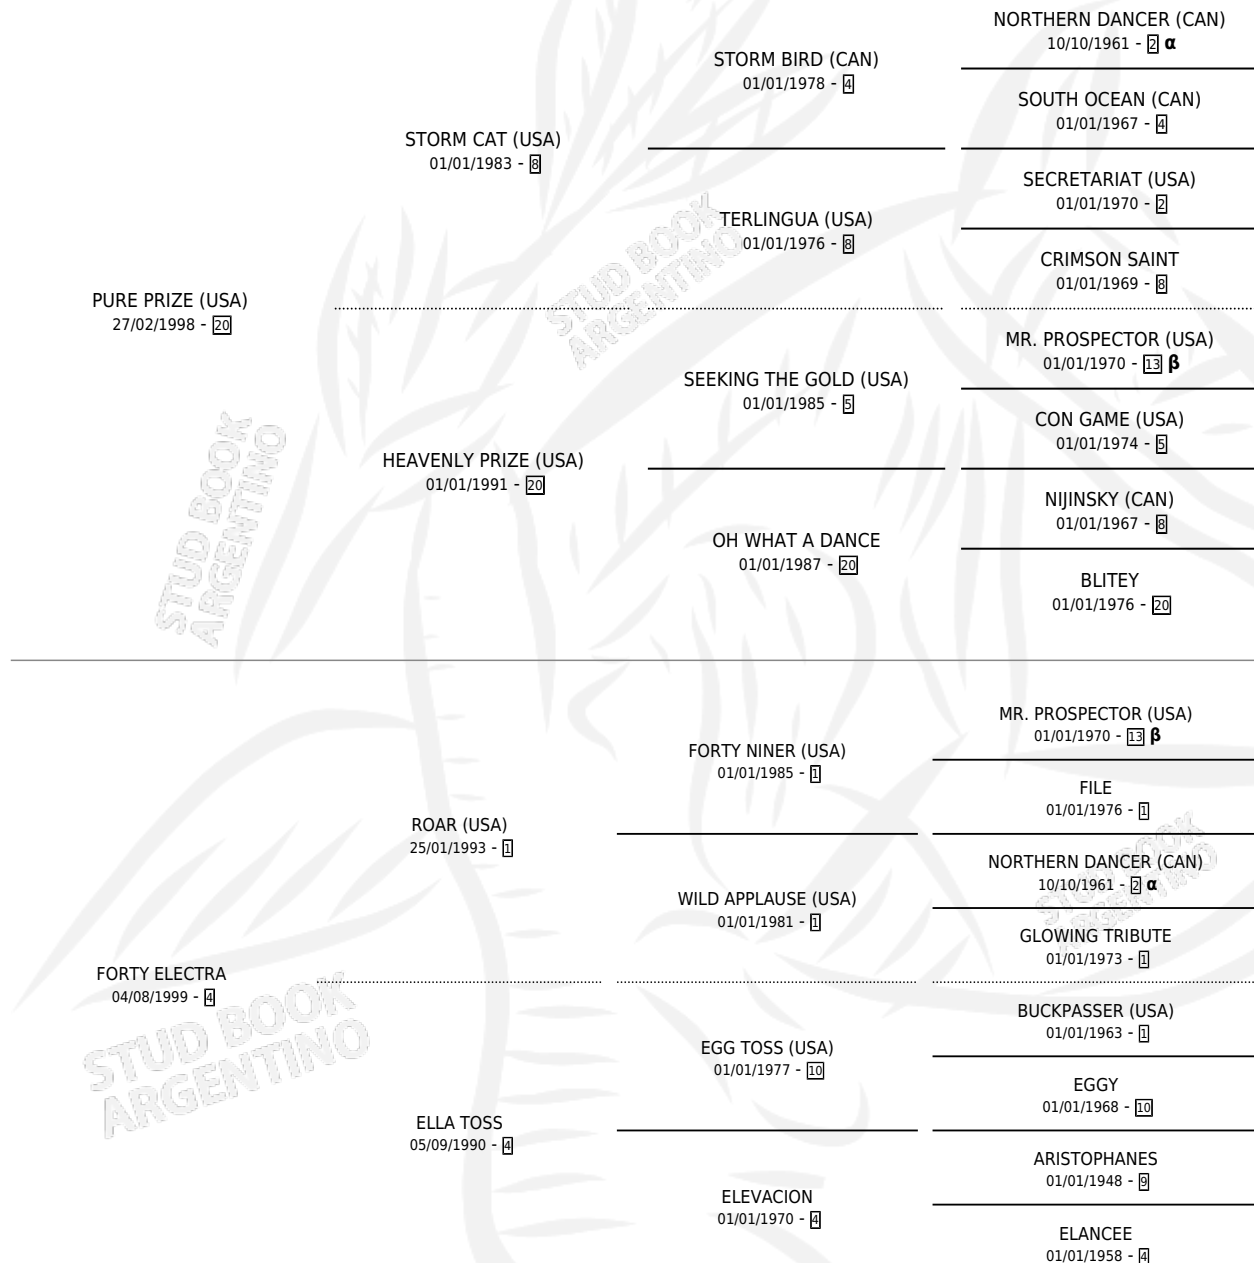 NORTHERN DANCER (CAN)
10/10/1961 - 2 α
STORM BIRD (CAN)
01/01/1978 - 4
SOUTH OCEAN (CAN)
01/01/1967 - 4
STORM CAT (USA)
01/01/1983 - 8
SECRETARIAT (USA)
01/01/1970 - 2
TERLINGUA (USA)
01/01/1976 - 8
CRIMSON SAINT
01/01/1969 - 8
PURE PRIZE (USA)
27/02/1998 - 20
MR. PROSPECTOR (USA)
01/01/1970 - 13 β
SEEKING THE GOLD (USA)
01/01/1985 - 5
CON GAME (USA)
01/01/1974 - 5
HEAVENLY PRIZE (USA)
01/01/1991 - 20
NIJINSKY (CAN)
01/01/1967 - 8
OH WHAT A DANCE
01/01/1987 - 20
BLITEY
01/01/1976 - 20
MR. PROSPECTOR (USA)
01/01/1970 - 13 β
FORTY NINER (USA)
01/01/1985 - 1
FILE
01/01/1976 - 1
ROAR (USA)
25/01/1993 - 1
NORTHERN DANCER (CAN)
10/10/1961 - 2 α
WILD APPLAUSE (USA)
01/01/1981 - 1
GLOWING TRIBUTE
01/01/1973 - 1
FORTY ELECTRA
04/08/1999 - 4
BUCKPASSER (USA)
01/01/1963 - 1
EGG TOSS (USA)
01/01/1977 - 10
EGGY
01/01/1968 - 10
ELLA TOSS
05/09/1990 - 4
ARISTOPHANES
01/01/1948 - 9
ELEVACION
01/01/1970 - 4
ELANCEE
01/01/1958 - 4
STUD BOOK
ARGENTINO
STUD BOOK
ARGENTINO
STUD BOOK
ARGENTINO
STUD BOOK
ARGENTINO